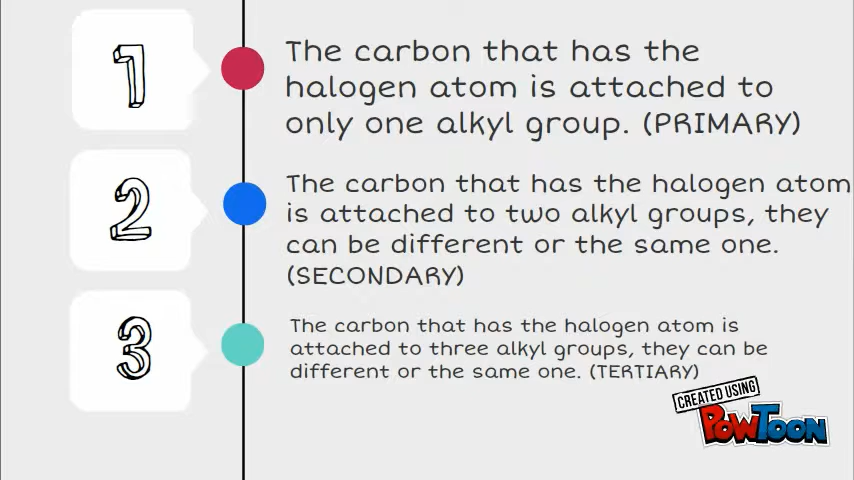 1
The carbon that has the
halogen atom is attached to
only one alkyl group. (PRIMARY)
2
The carbon that has the halogen atom
is attached to two alkyl groups, they
can be different or the same one.
(SECONDARY)
3
The carbon that has the halogen atom is
attached to three alkyl groups, they can be
different or the same one. (TERTIARY)
CREATED USING
POWTOON